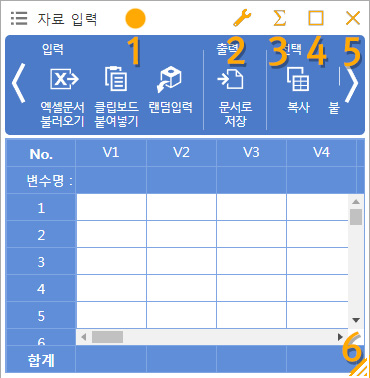 자료 입력
1 2 3 4 5
입력 출력 선택
엑셀문서
불러오기
클립보드
붙여넣기
랜덤입력
문서로
저장
복사
붙
No. V1 V2 V3 V4
변수명 :
1
2
3
4
5
6
6
합계